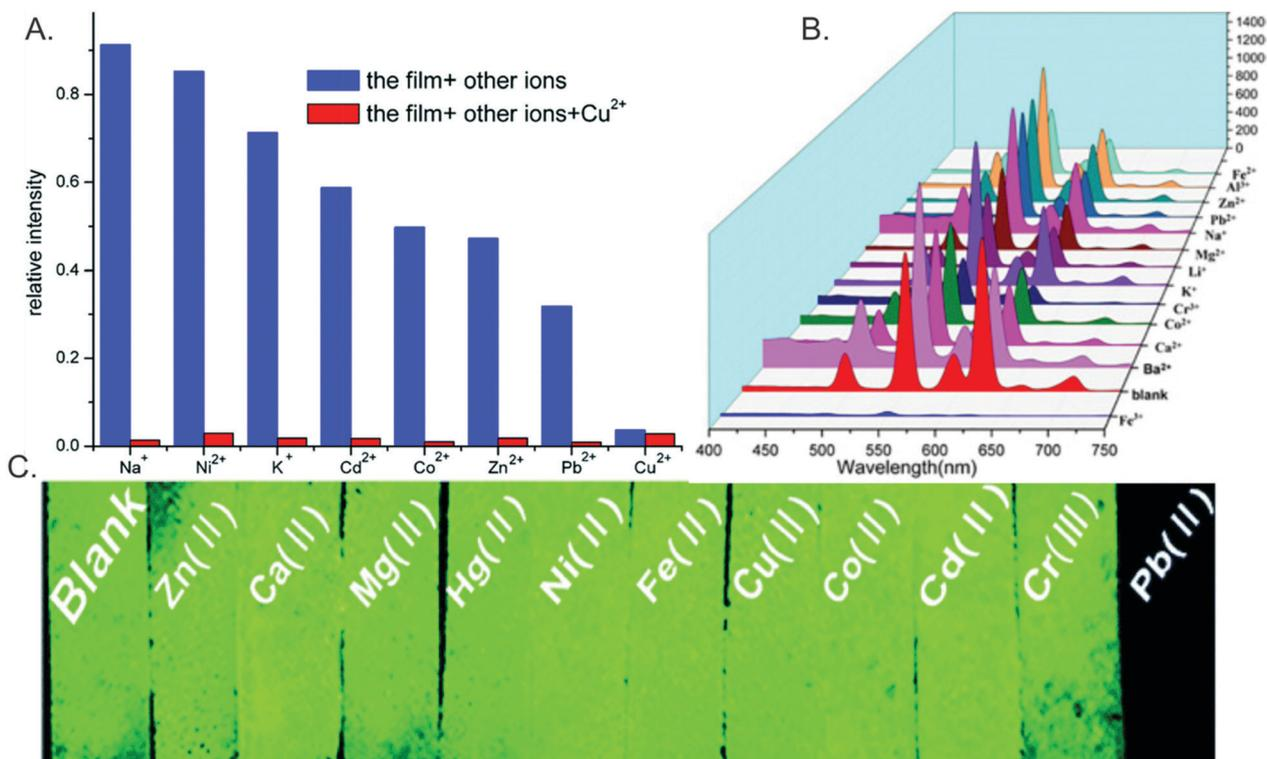 A.
0.8
0.6
0.4
0.2
0.0
relative intensity
the film+ other ions
the film+ other ions+Cu²⁺
Na⁺ Ni²⁺ K⁺ Cd²⁺ Co²⁺ Zn²⁺ Pb²⁺ Cu²⁺
B.
1400
1200
1000
800
600
400
200
0
Fe²⁺
Al³⁺
Zn²⁺
Pb²⁺
Na⁺
Mg²⁺
Li⁺
K⁺
Cr³⁺
Co²⁺
Ca²⁺
Ba²⁺
blank
Fe³⁺
400 450 500 550 600 650 700 750
Wavelength(nm)
C.
Blank Zn(II) Ca(II) Mg(II) Hg(II) Ni(II) Fe(II) Cu(II) Co(II) Cd(II) Cr(III) Pb(II)